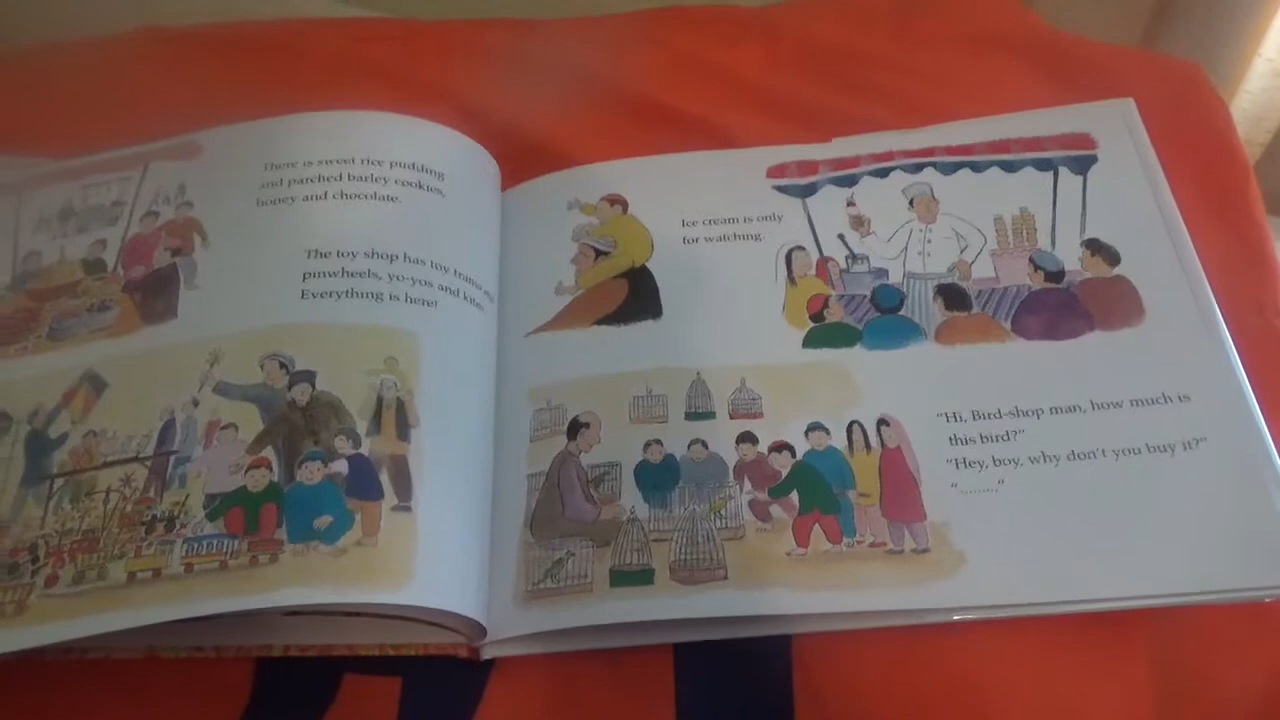 There is sweet rice pudding
and parched barley cookies,
honey and chocolate.
The toy shop has toy trains and
pinwheels, yo-yos and kites.
Everything is here!
Ice cream is only
for watching.
"Hi, Bird-shop man, how much is
this bird?"
"Hey, boy, why don't you buy it?"
"........."